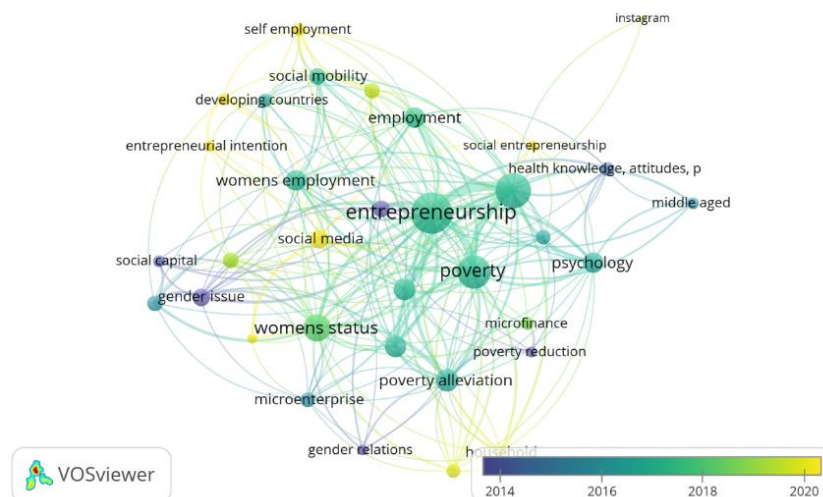 instagram
self employment
social mobility
developing countries
employment
entrepreneurial intention
social entrepreneurship
health knowledge, attitudes, p
womens employment
middle aged
entrepreneurship
social media
social capital
psychology
poverty
gender issue
microfinance
womens status
poverty reduction
poverty alleviation
microenterprise
gender relations
household
VOSviewer
2014 2016 2018 2020